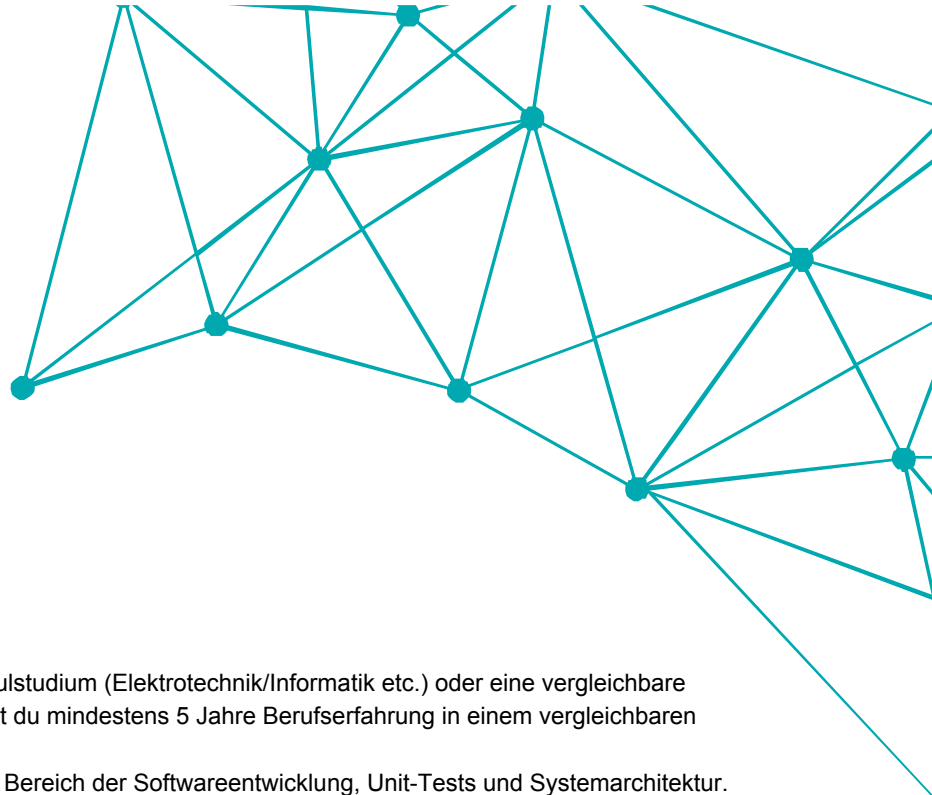 ulstudium (Elektrotechnik/Informatik etc.) oder eine vergleichbare
t du mindestens 5 Jahre Berufserfahrung in einem vergleichbaren
Bereich der Softwareentwicklung, Unit-Tests und Systemarchitektur.